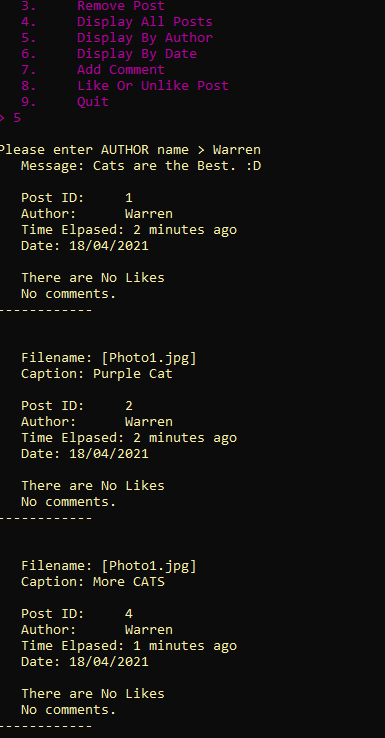 3. Remove Post
4. Display All Posts
5. Display By Author
6. Display By Date
7. Add Comment
8. Like Or Unlike Post
9. Quit
> 5
Please enter AUTHOR name > Warren
Message: Cats are the Best. :D
Post ID: 1
Author: Warren
Time Elpased: 2 minutes ago
Date: 18/04/2021
There are No Likes
No comments.
------------
Filename: [Photo1.jpg]
Caption: Purple Cat
Post ID: 2
Author: Warren
Time Elpased: 2 minutes ago
Date: 18/04/2021
There are No Likes
No comments.
------------
Filename: [Photo1.jpg]
Caption: More CATS
Post ID: 4
Author: Warren
Time Elpased: 1 minutes ago
Date: 18/04/2021
There are No Likes
No comments.
------------